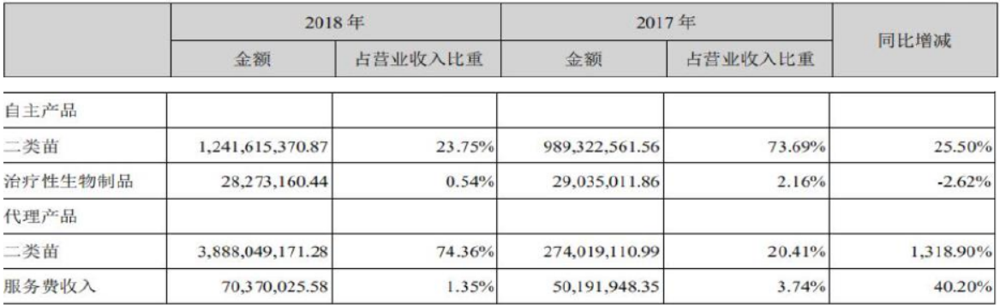 2018 年 2017 年 同比增减
金额 占营业收入比重 金额 占营业收入比重
自主产品
二类苗 1,241,615,370.87 23.75% 989,322,561.56 73.69% 25.50%
治疗性生物制品 28,273,160.44 0.54% 29,035,011.86 2.16% -2.62%
代理产品
二类苗 3,888,049,171.28 74.36% 274,019,110.99 20.41% 1,318.90%
服务费收入 70,370,025.58 1.35% 50,191,948.35 3.74% 40.20%